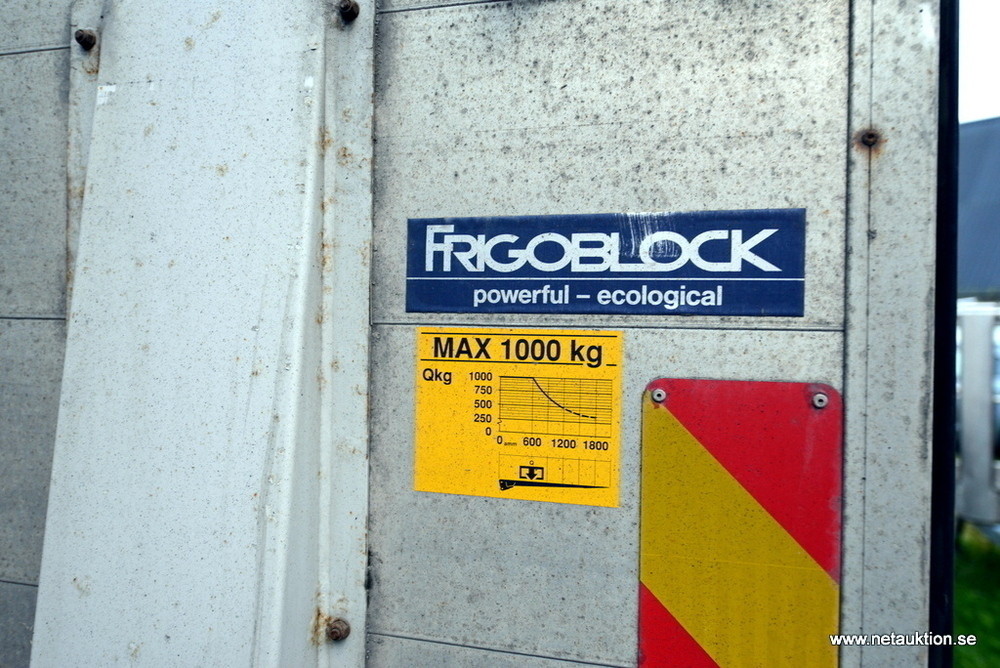 FRIGOBLOCK
powerful – ecological
MAX 1000 kg
Qkg
1000
750
500
250
0
0 amm 600 1200 1800
Q
www.netauktion.se